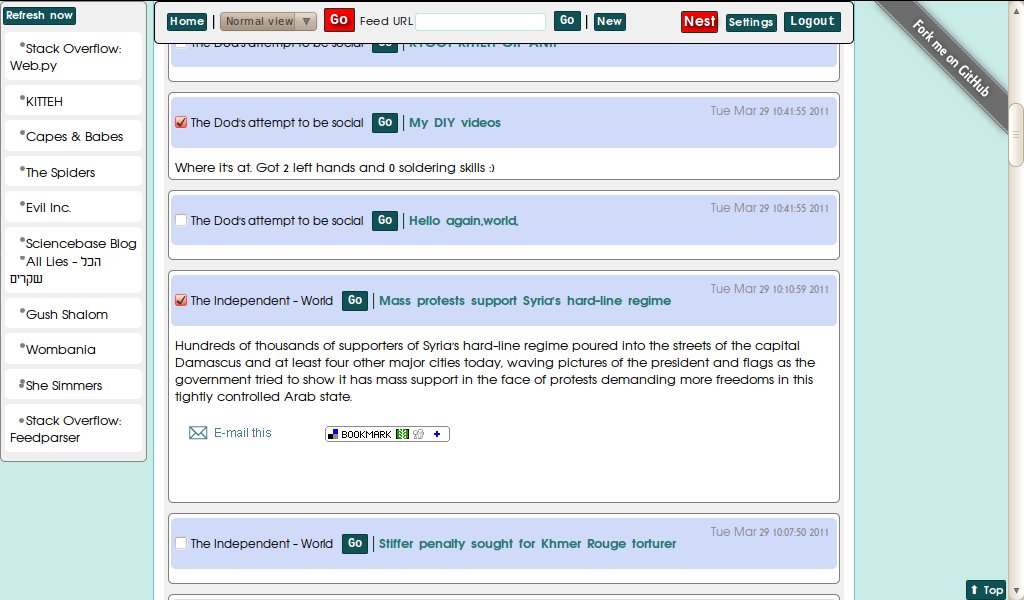 Refresh now
Stack Overflow:
Web.py
KITTEH
Capes & Babes
The Spiders
Evil Inc.
Sciencebase Blog
All Lies - הכל
שקרים
Gush Shalom
Wombania
She Simmers
Stack Overflow:
Feedparser
Home | Normal view Go Feed URL Go | New Nest Settings Logout
Fork me on GitHub
The Dod's attempt to be social Go
Tue Mar 29 10:41:55 2011
The Dod's attempt to be social Go | My DIY videos
Where it's at. Got 2 left hands and 0 soldering skills :)
Tue Mar 29 10:41:55 2011
The Dod's attempt to be social Go | Hello again,world,
Tue Mar 29 10:10:59 2011
The Independent - World Go | Mass protests support Syria's hard-line regime
Hundreds of thousands of supporters of Syria's hard-line regime poured into the streets of the capital
Damascus and at least four other major cities today, waving pictures of the president and flags as the
government tried to show it has mass support in the face of protests demanding more freedoms in this
tightly controlled Arab state.
E-mail this BOOKMARK
Tue Mar 29 10:07:50 2011
The Independent - World Go | Stiffer penalty sought for Khmer Rouge torturer
Top